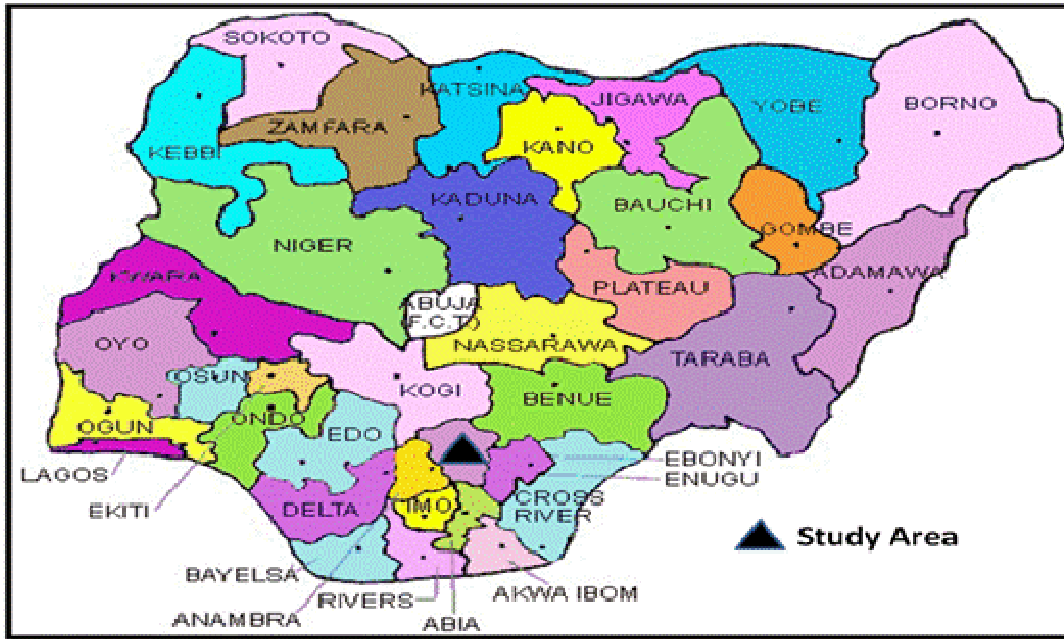 SOKOTO
KATSINA
JIGAWA
YOBE
BORNO
ZAMFARA
KANO
KEBBI
KADUNA
BAUCHI
GOMBE
NIGER
ADAMAWA
KWARA
ABUJA
(F.C.T.)
PLATEAU
NASSARAWA
TARABA
OYO
OSUN
KOGI
BENUE
ONDO
OGUN
EDO
LAGOS
EBONYI
ENUGU
EKITI
DELTA
IMO
CROSS
RIVER
Study Area
BAYELSA
AKWA IBOM
RIVERS
ANAMBRA
ABIA